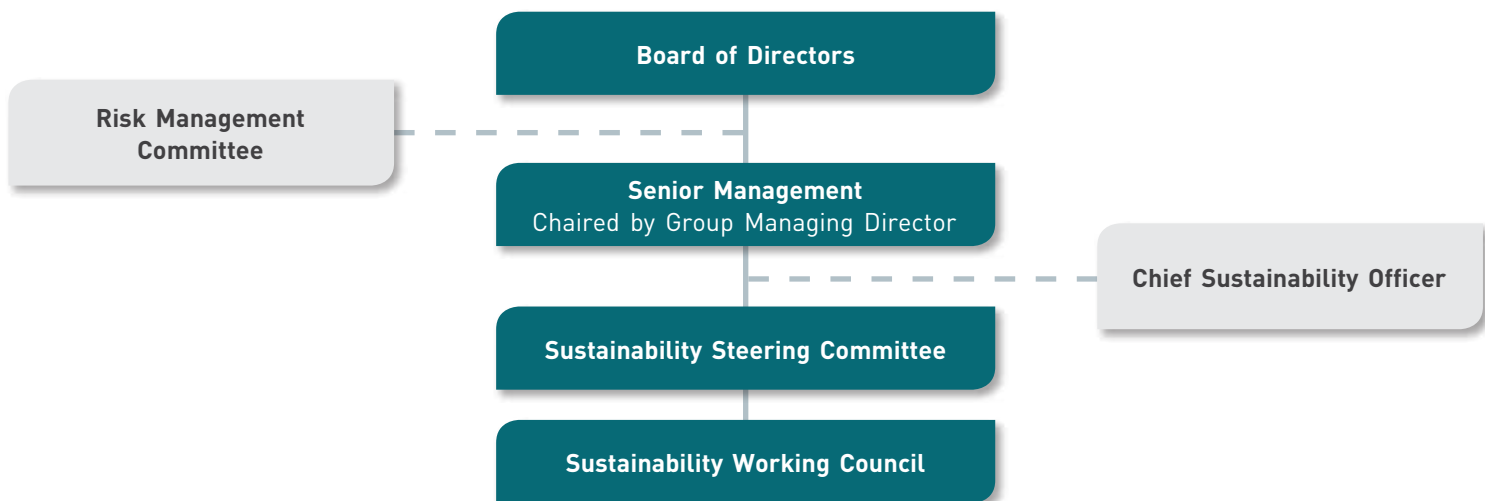 Board of Directors
Risk Management
Committee
Senior Management
Chaired by Group Managing Director
Chief Sustainability Officer
Sustainability Steering Committee
Sustainability Working Council